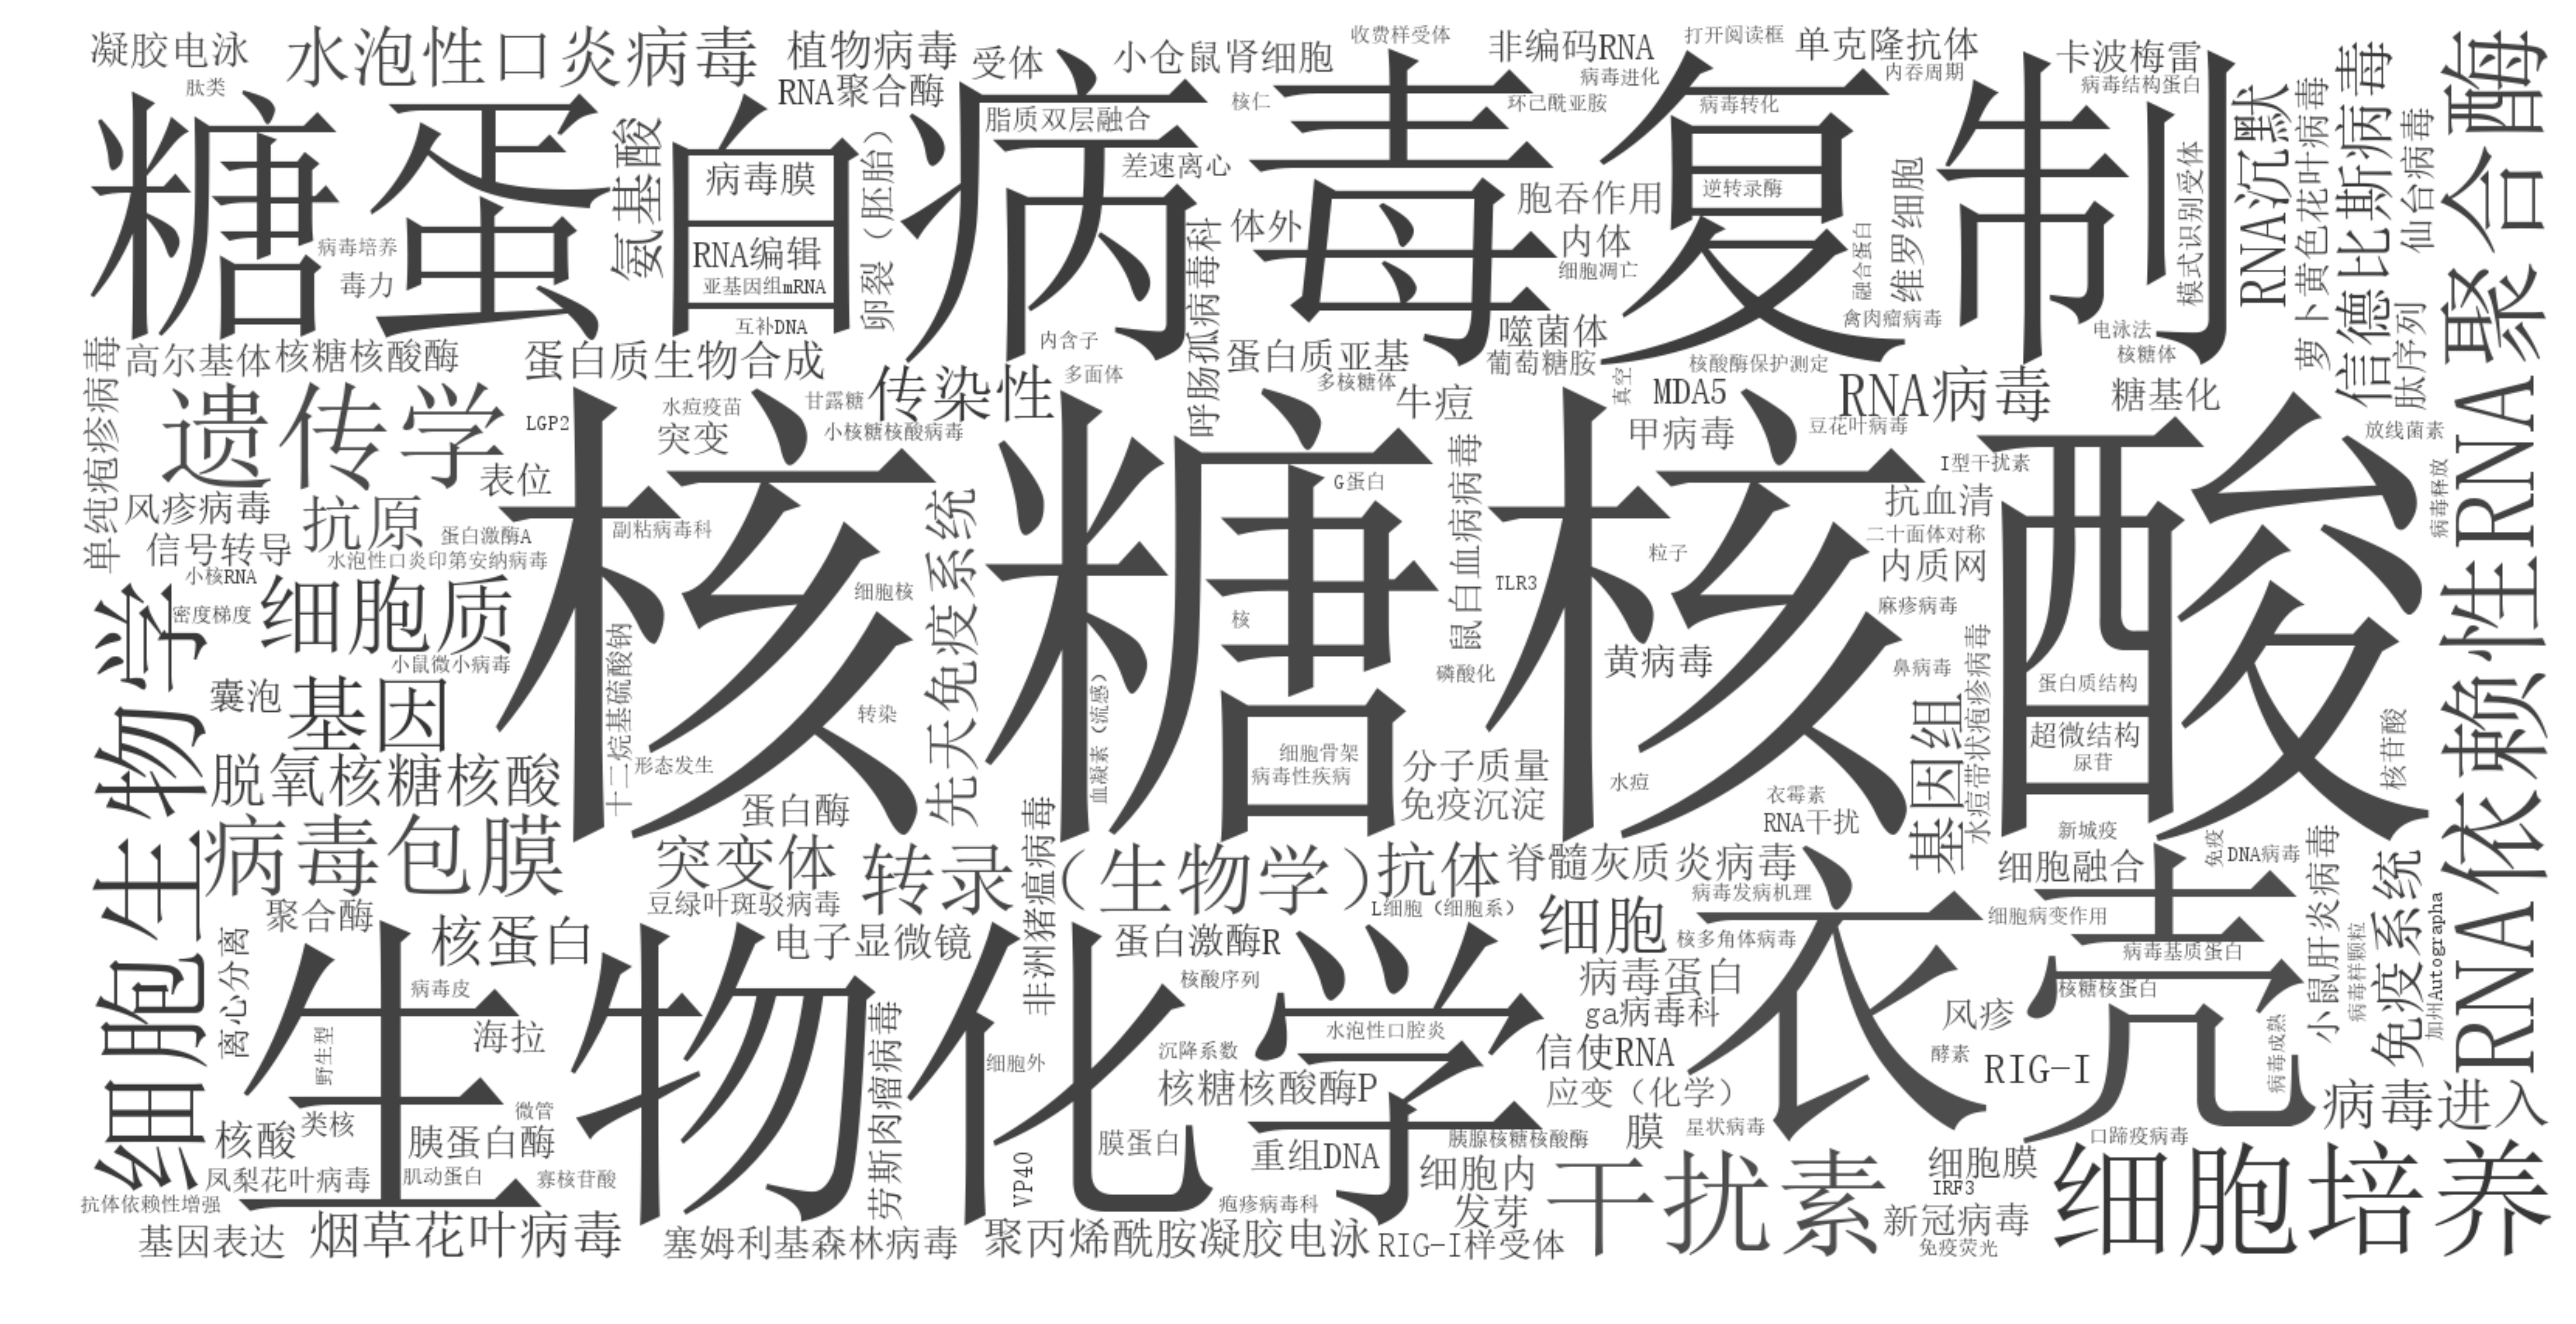 凝胶电泳
水泡性口炎病毒
植物病毒
受体
小仓鼠肾细胞
收费样受体
非编码RNA
打开阅读框
单克隆抗体
卡波梅雷
肽类
RNA聚合酶
核仁
病毒进化
内吞周期
病毒结构蛋白
环己酰亚胺
病毒转化
脂质双层融合
糖蛋白
病毒复制
氨基酸
病毒膜
卵裂（胚胎）
差速离心
胞吞作用
逆转录酶
维罗细胞
模式识别受体
RNA沉默
萝卜黄色花叶病毒
信德比斯病毒
仙台病毒
RNA依赖性RNA聚合酶
病毒培养
毒力
RNA编辑
亚基因组mRNA
互补DNA
呼肠孤病毒科
体外
内体
细胞凋亡
融合蛋白
禽肉瘤病毒
电泳法
核糖体
肽序列
内含子
噬菌体
单纯疱疹病毒
高尔基体
核糖核酸酶
蛋白质生物合成
蛋白质亚基
葡萄糖胺
核酸酶保护测定
遗传学
LGP2
水痘疫苗
甘露糖
传染性
多面体
多核糖体
牛痘
真空
MDA5
RNA病毒
糖基化
突变
小核糖核酸病毒
甲病毒
豆花叶病毒
放线菌素
核糖核酸
表位
G蛋白
鼠白血病病毒
I型干扰素
病毒释放
风疹病毒
抗原
蛋白激酶A
副粘病毒科
先天免疫系统
抗血清
二十面体对称
信号转导
水泡性口炎印第安纳病毒
粒子
内质网
小核RNA
密度梯度
细胞质
细胞核
核
TLR3
麻疹病毒
细胞生物学
小鼠微小病毒
十二烷基硫酸钠
磷酸化
黄病毒
鼻病毒
水痘带状疱疹病毒
蛋白质结构
囊泡
基因
转染
血凝素（流感）
基因组
超微结构
核苷酸
脱氧核糖核酸
形态发生
细胞骨架
病毒性疾病
分子质量
水痘
尿苷
蛋白酶
免疫沉淀
衣霉素
RNA干扰
新城疫
病毒包膜
突变体
转录（生物学）
非洲猪瘟病毒
抗体
脊髓灰质炎病毒
细胞融合
免疫
DNA病毒
小鼠肝炎病毒
免疫系统
聚合酶
豆绿叶斑驳病毒
L细胞（细胞系）
病毒发病机理
细胞病变作用
加州Autographa
核蛋白
电子显微镜
蛋白激酶R
细胞
核多角体病毒
衣壳
病毒基质蛋白
病毒样颗粒
离心分离
病毒皮
核酸序列
病毒蛋白
核糖核蛋白
生物化学
野生型
海拉
劳斯肉瘤病毒
水泡性口腔炎
ga病毒科
风疹
病毒成熟
细胞外
沉降系数
信使RNA
酵素
RIG-I
核糖核酸酶P
应变（化学）
病毒进入
微管
核酸
类核
胰蛋白酶
膜蛋白
重组DNA
胰腺核糖核酸酶
膜
星状病毒
口蹄疫病毒
凤梨花叶病毒
肌动蛋白
寡核苷酸
VP40
细胞内
干扰素
细胞膜
IRF3
细胞培养
抗体依赖性增强
疱疹病毒科
发芽
新冠病毒
基因表达
烟草花叶病毒
塞姆利基森林病毒
聚丙烯酰胺凝胶电泳
RIG-I样受体
免疫荧光